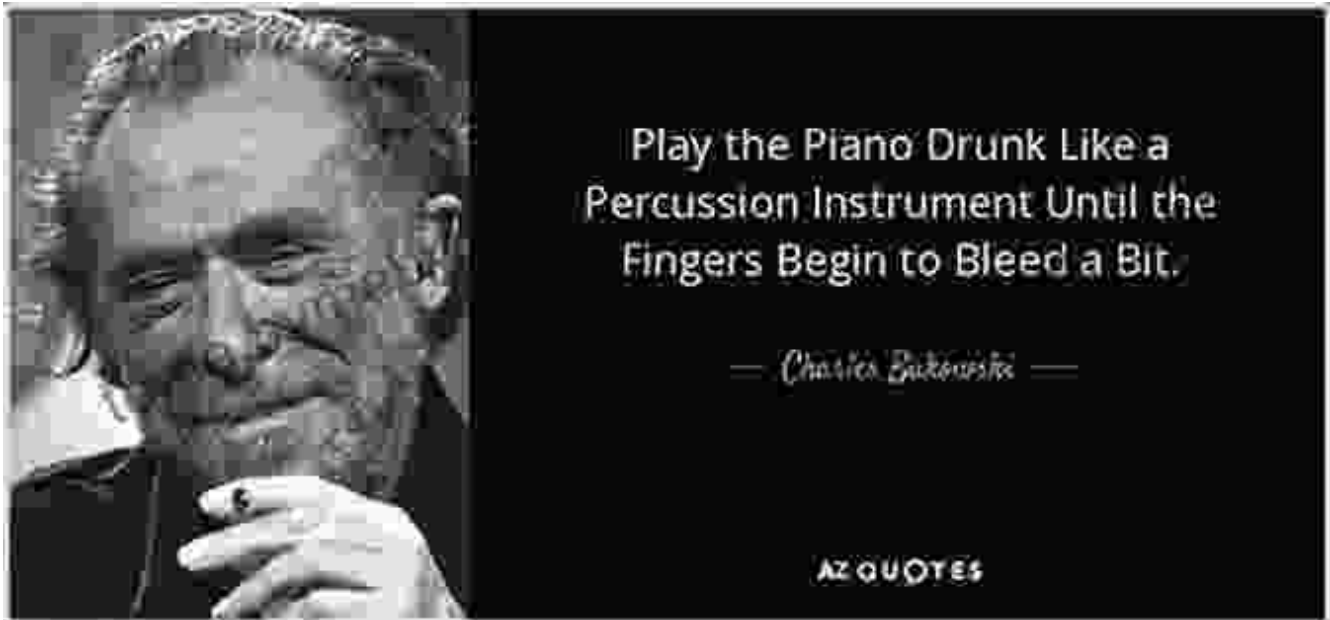 Play the Piano Drunk Like a
Percussion Instrument Until the
Fingers Begin to Bleed a Bit.
Charles Bukowski
AZ QUOTES